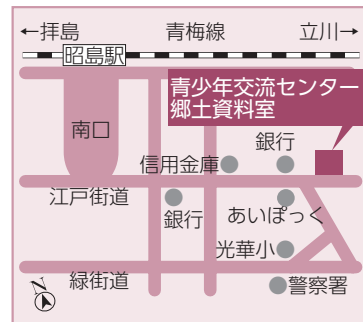 ←拝島 青梅線 立川→
昭島駅
青少年交流センター
郷土資料室
南口
銀行
信用金庫
江戸街道
銀行
あいぽっく
光華小
緑街道
警察署
N